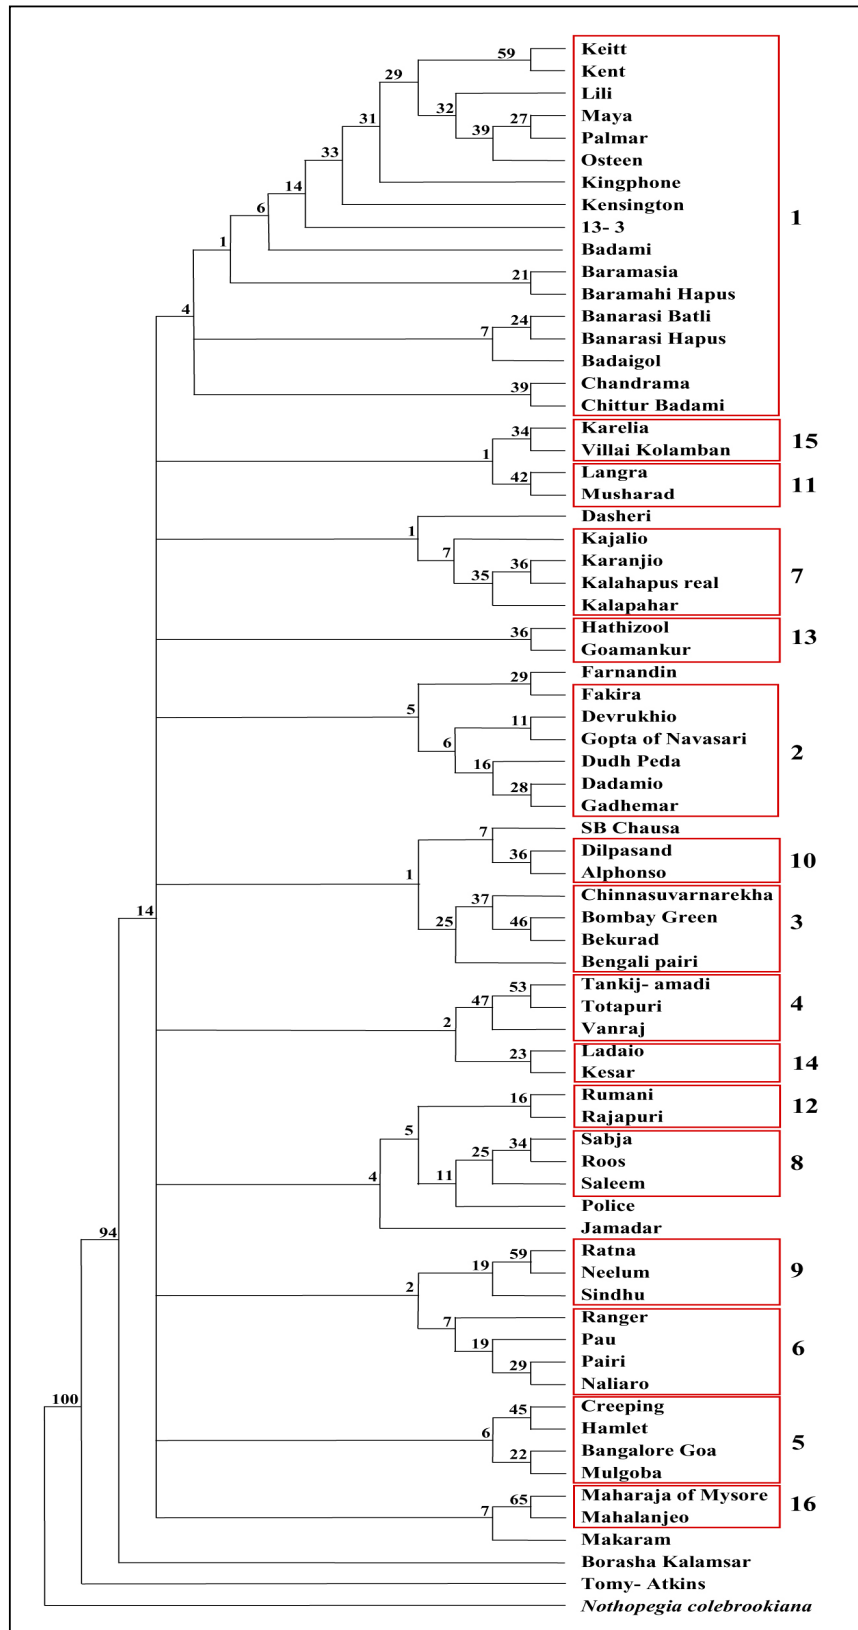 59 Keitt
Kent
29
Lili
32
27 Maya
31
39 Palmar
Osteen
33
Kingphone
14
Kensington
6
13- 3
1
1
Badami
21 Baramasia
Baramahi Hapus
4
24 Banarasi Batli
7 Banarasi Hapus
Badaigol
39 Chandrama
Chittur Badami
34 Karelia
15
1 Villai Kolamban
42 Langra
11
Musharad
Dasheri
1
7 Kajalio
36 Karanjio
7
35 Kalahapus real
Kalapahar
36 Hathizool
13
Goamankur
29 Farnandin
Fakira
5
11 Devrukhio
6 Gopta of Navasari
2
16 Dudh Peda
28 Dadamio
Gadhemar
7 SB Chausa
36 Dilpasand
10
1 Alphonso
37 Chinnasuvarnarekha
14
25 46 Bombay Green
3
Bekurad
Bengali pairi
53 Tankij- amadi
47 Totapuri
4
2 Vanraj
23 Ladaio
14
Kesar
16 Rumani
12
Rajapuri
5
34 Sabja
25 Roos
8
4 11 Saleem
Police
Jamadar
94
59 Ratna
19 Neelum
9
2 Sindhu
7 Ranger
19 Pau
6
29 Pairi
Naliaro
100
45 Creeping
6 Hamlet
5
22 Bangalore Goa
Mulgoba
65 Maharaja of Mysore
16
7 Mahalanjeo
Makaram
Borasha Kalamsar
Tomy- Atkins
Nothopegia colebrookiana